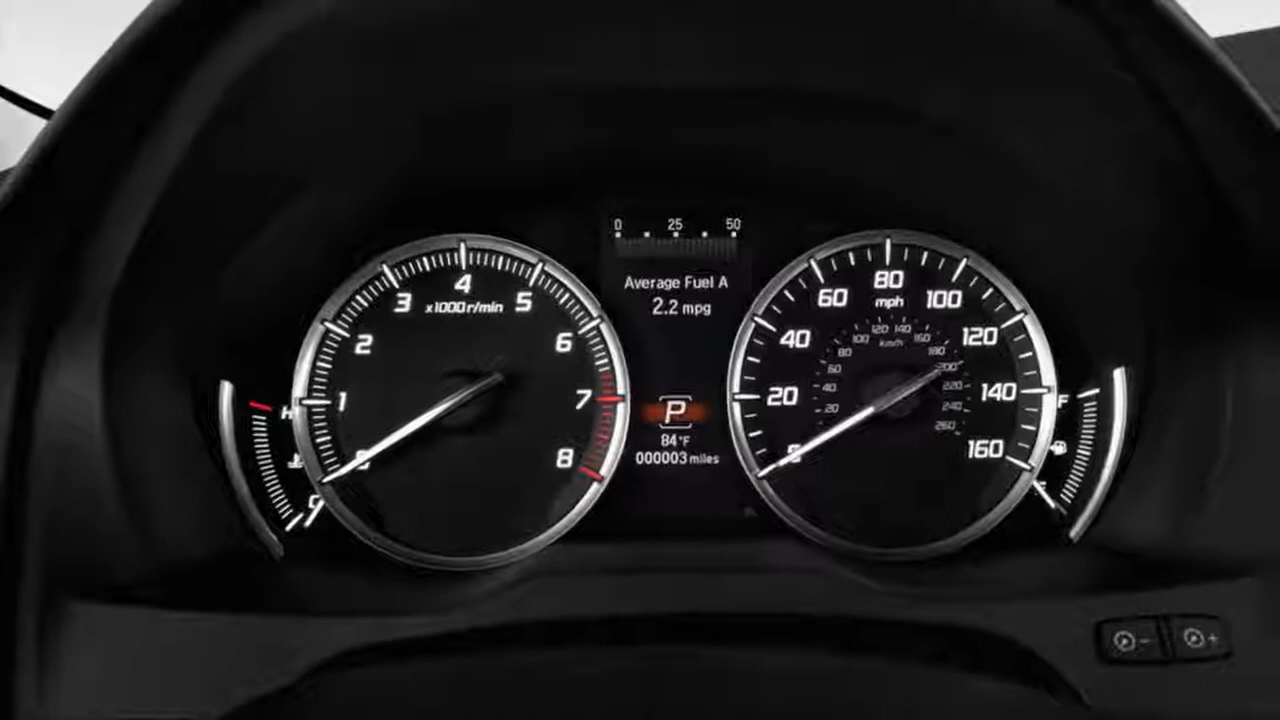 0 25 50
Average Fuel A
2.2 mpg
P
84°F
000003 miles
0 1 2 3 4 5 6 7 8
x1000 r/min
H
C
20 40 60 80 100 120 140 160
mph
20 40 60 80 100 120 140 160 180 200 220 240 260
km/h
F
- +